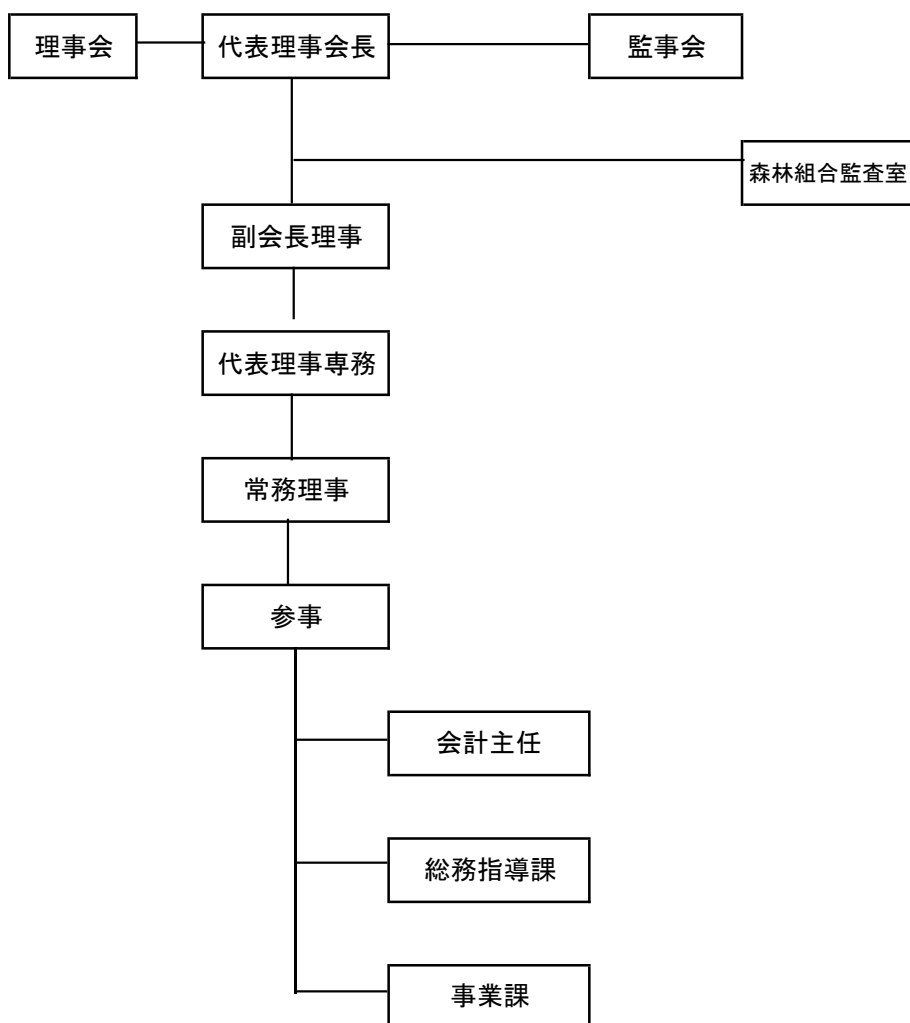 理事会
代表理事会長
監事会
森林組合監査室
副会長理事
代表理事専務
常務理事
参事
会計主任
総務指導課
事業課